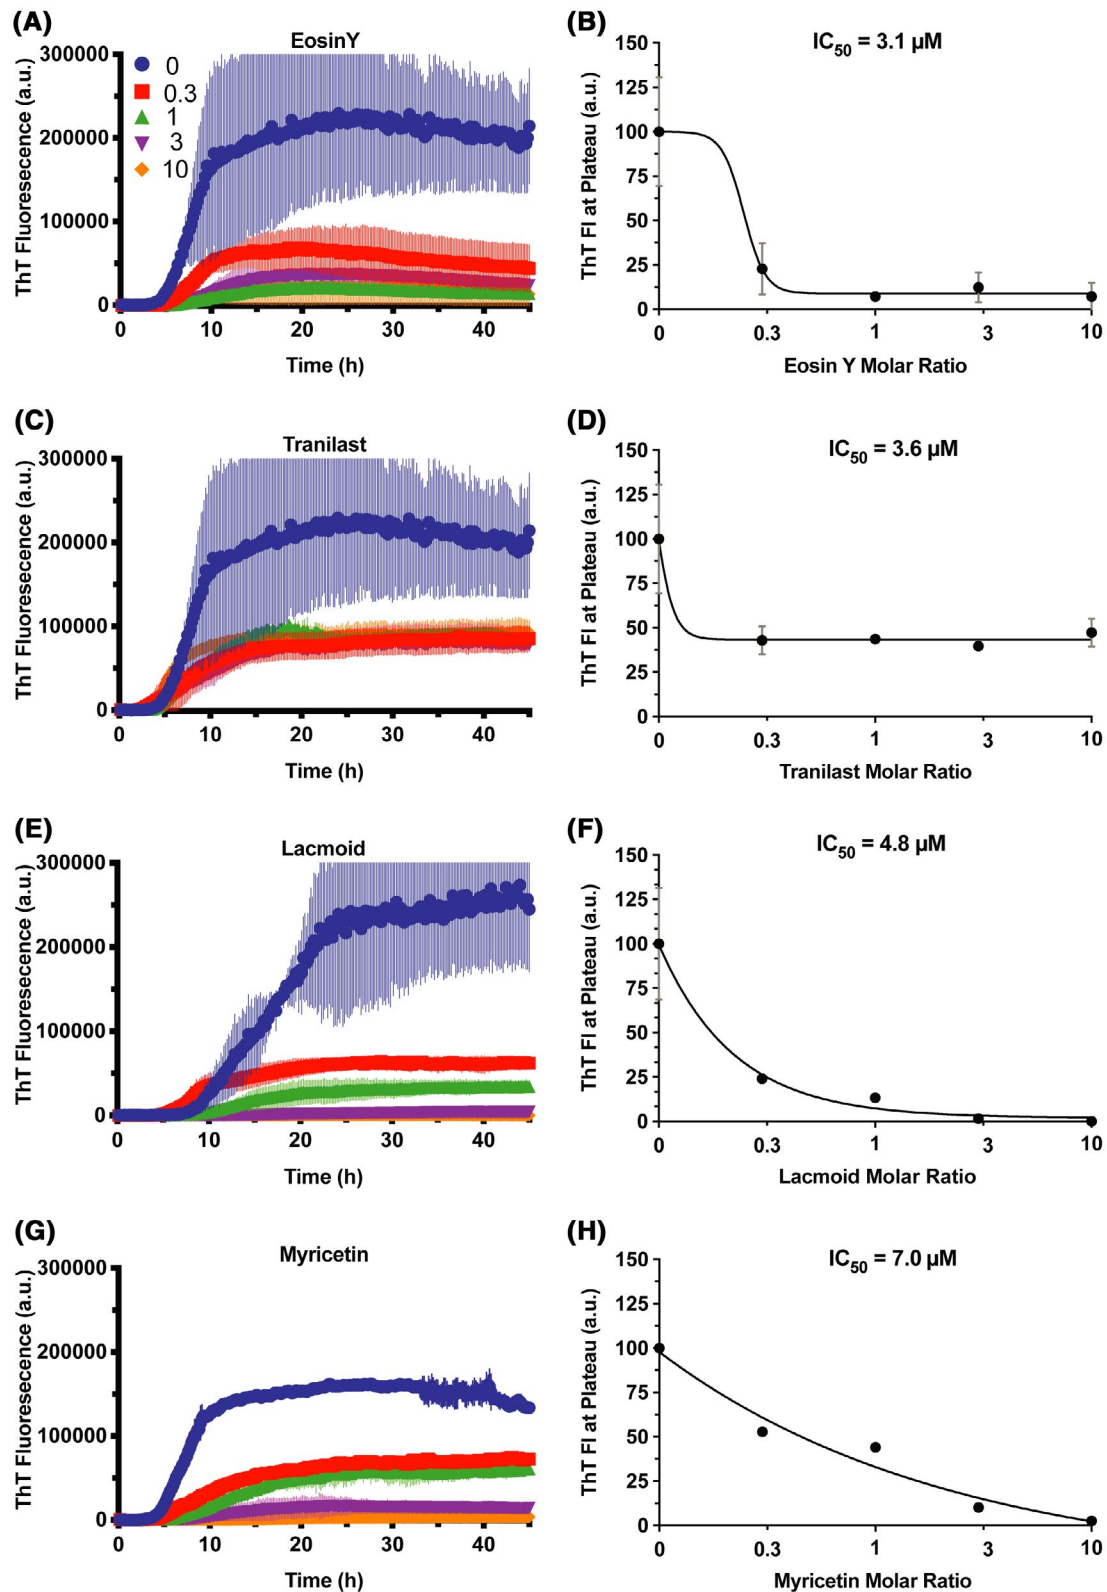 (A)
EosinY
ThT Fluoresecence (a.u.)
300000
200000
100000
0
0
0.3
1
3
10
0 10 20 30 40
Time (h)
(B)
IC50 = 3.1 µM
ThT FI at Plateau (a.u.)
150
125
100
75
50
25
0
0 0.3 1 3 10
Eosin Y Molar Ratio
(C)
Tranilast
ThT Fluoresecence (a.u.)
300000
200000
100000
0
0 10 20 30 40
Time (h)
(D)
IC50 = 3.6 µM
ThT FI at Plateau (a.u.)
150
125
100
75
50
25
0
0 0.3 1 3 10
Tranilast Molar Ratio
(E)
Lacmoid
ThT Fluoresecence (a.u.)
300000
200000
100000
0
0 10 20 30 40
Time (h)
(F)
IC50 = 4.8 µM
ThT FI at Plateau (a.u.)
150
125
100
75
50
25
0
0 0.3 1 3 10
Lacmoid Molar Ratio
(G)
Myricetin
ThT Fluoresecence (a.u.)
300000
200000
100000
0
0 10 20 30 40
Time (h)
(H)
IC50 = 7.0 µM
ThT FI at Plateau (a.u.)
150
125
100
75
50
25
0
0 0.3 1 3 10
Myricetin Molar Ratio